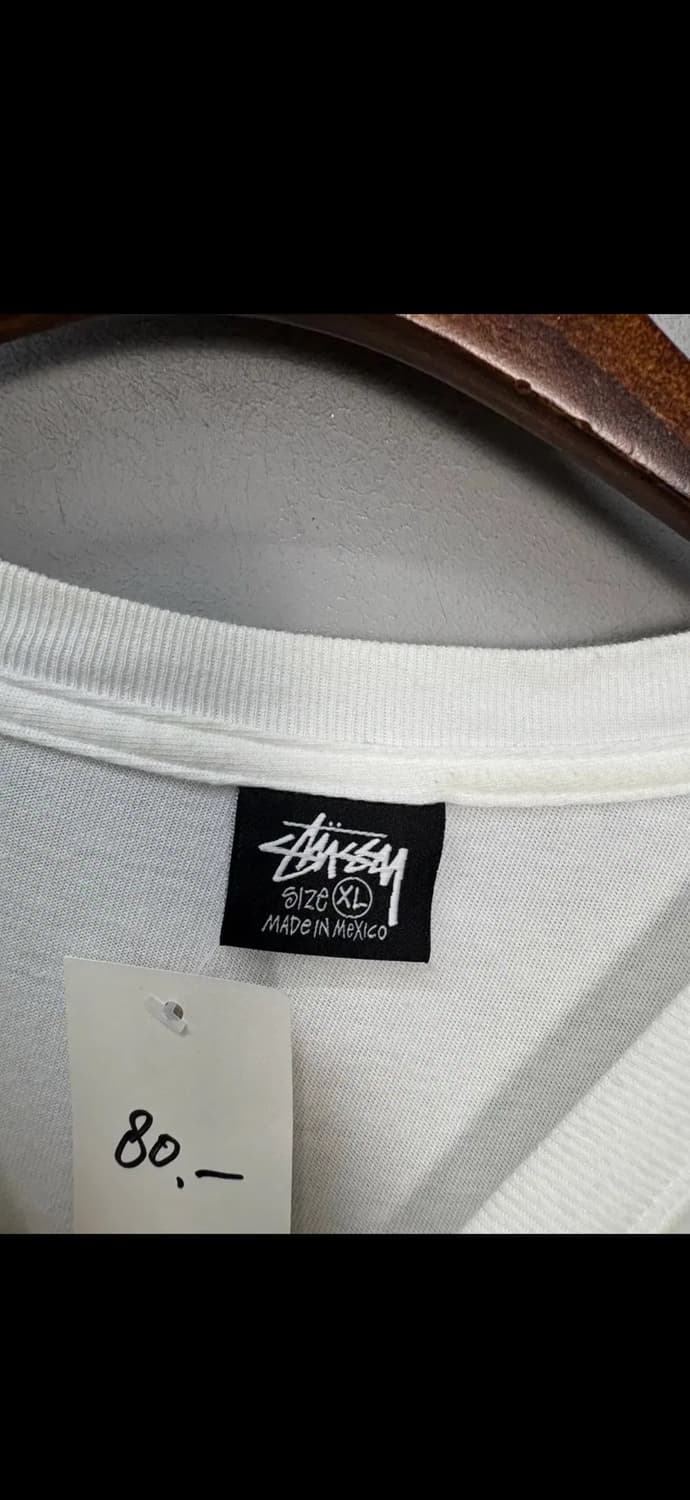 Stüssy
SIZE XL
MADE IN MEXICO
80.-